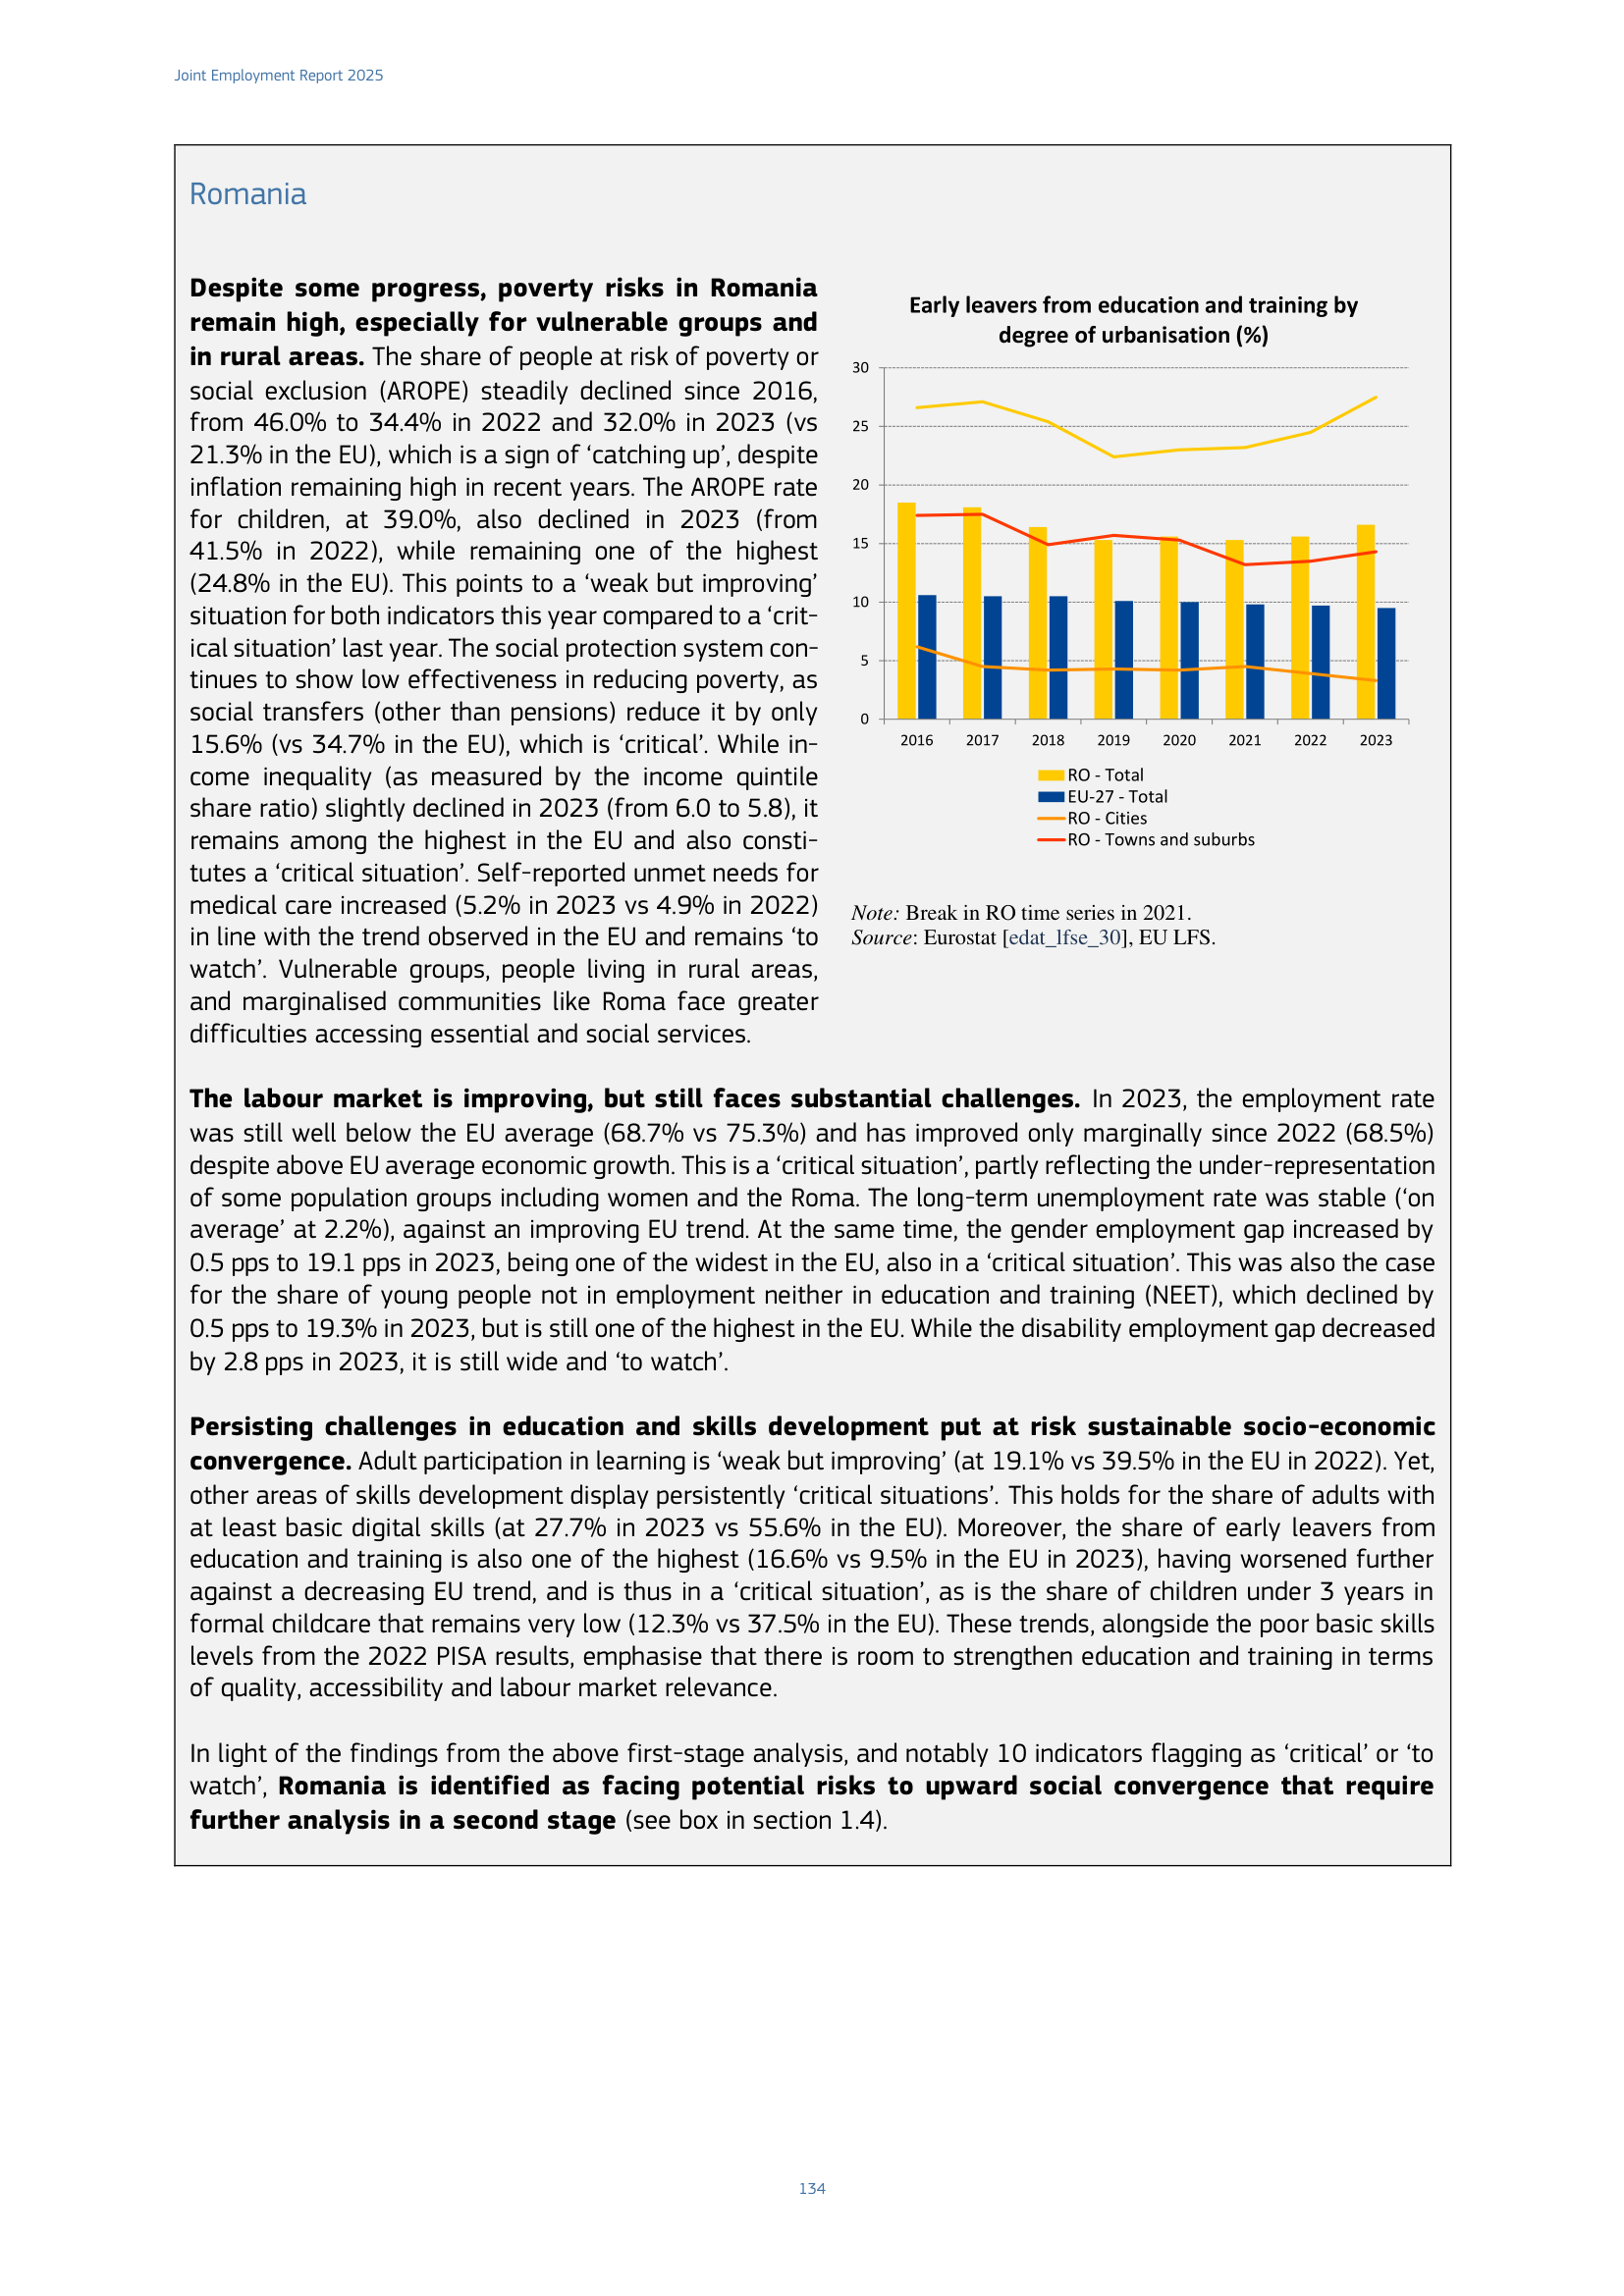 Joint Employment Report 2025
Romania
Despite some progress, poverty risks in Romania
remain high, especially for vulnerable groups and
in rural areas. The share of people at risk of poverty or
social exclusion (AROPE) steadily declined since 2016,
from 46.0% to 34.4% in 2022 and 32.0% in 2023 (vs
21.3% in the EU), which is a sign of ‘catching up’, despite
inflation remaining high in recent years. The AROPE rate
for children, at 39.0%, also declined in 2023 (from
41.5% in 2022), while remaining one of the highest
(24.8% in the EU). This points to a ‘weak but improving’
situation for both indicators this year compared to a ‘crit-
ical situation’ last year. The social protection system con-
tinues to show low effectiveness in reducing poverty, as
social transfers (other than pensions) reduce it by only
15.6% (vs 34.7% in the EU), which is ‘critical’. While in-
come inequality (as measured by the income quintile
share ratio) slightly declined in 2023 (from 6.0 to 5.8), it
remains among the highest in the EU and also consti-
tutes a ‘critical situation’. Self-reported unmet needs for
medical care increased (5.2% in 2023 vs 4.9% in 2022)
in line with the trend observed in the EU and remains ‘to
watch’. Vulnerable groups, people living in rural areas,
and marginalised communities like Roma face greater
difficulties accessing essential and social services.
Early leavers from education and training by
degree of urbanisation (%)
30
25
20
15
10
5
0
2016 2017 2018 2019 2020 2021 2022 2023
RO - Total
EU-27 - Total
RO - Cities
RO - Towns and suburbs
Note: Break in RO time series in 2021.
Source: Eurostat [edat_lfse_30], EU LFS.
The labour market is improving, but still faces substantial challenges. In 2023, the employment rate
was still well below the EU average (68.7% vs 75.3%) and has improved only marginally since 2022 (68.5%)
despite above EU average economic growth. This is a ‘critical situation’, partly reflecting the under-representation
of some population groups including women and the Roma. The long-term unemployment rate was stable (‘on
average’ at 2.2%), against an improving EU trend. At the same time, the gender employment gap increased by
0.5 pps to 19.1 pps in 2023, being one of the widest in the EU, also in a ‘critical situation’. This was also the case
for the share of young people not in employment neither in education and training (NEET), which declined by
0.5 pps to 19.3% in 2023, but is still one of the highest in the EU. While the disability employment gap decreased
by 2.8 pps in 2023, it is still wide and ‘to watch’.
Persisting challenges in education and skills development put at risk sustainable socio-economic
convergence. Adult participation in learning is ‘weak but improving’ (at 19.1% vs 39.5% in the EU in 2022). Yet,
other areas of skills development display persistently ‘critical situations’. This holds for the share of adults with
at least basic digital skills (at 27.7% in 2023 vs 55.6% in the EU). Moreover, the share of early leavers from
education and training is also one of the highest (16.6% vs 9.5% in the EU in 2023), having worsened further
against a decreasing EU trend, and is thus in a ‘critical situation’, as is the share of children under 3 years in
formal childcare that remains very low (12.3% vs 37.5% in the EU). These trends, alongside the poor basic skills
levels from the 2022 PISA results, emphasise that there is room to strengthen education and training in terms
of quality, accessibility and labour market relevance.
In light of the findings from the above first-stage analysis, and notably 10 indicators flagging as ‘critical’ or ‘to
watch’, Romania is identified as facing potential risks to upward social convergence that require
further analysis in a second stage (see box in section 1.4).
134